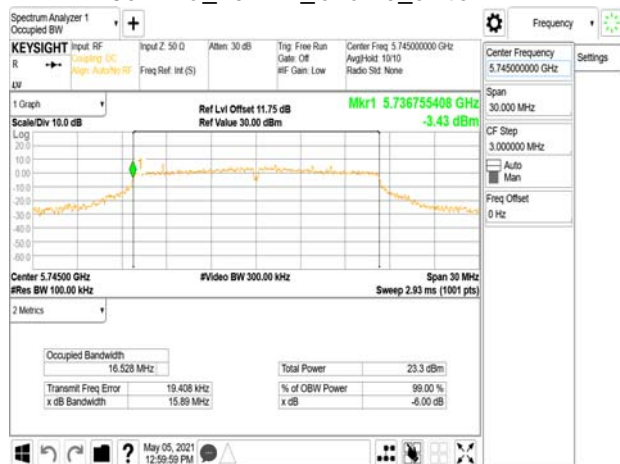 Spectrum Analyzer 1
Occupied BW
Frequency
KEYSIGHT
R
Input: RF
Coupling: DC
Align: Auto/No RF
Input Z: 50 Ω
Freq Ref: Int (S)
Atten: 30 dB
Trig: Free Run
Gate: Off
#IF Gain: Low
Center Freq: 5.745000000 GHz
Avg|Hold: 10/10
Radio Std: None
Center Frequency
5.745000000 GHz
Settings
Span
30.000 MHz
CF Step
3.000000 MHz
Auto
Man
Freq Offset
0 Hz
1 Graph
Scale/Div 10.0 dB
Ref Lvl Offset 11.75 dB
Ref Value 30.00 dBm
Mkr1 5.736755408 GHz
-3.43 dBm
Log
20.0
10.0
0.00
-10.0
-20.0
-30.0
-40.0
-50.0
-60.0
1
Center 5.74500 GHz
#Res BW 100.00 kHz
#Video BW 300.00 kHz
Span 30 MHz
Sweep 2.93 ms (1001 pts)
2 Metrics
Occupied Bandwidth
16.528 MHz
Transmit Freq Error 19.408 kHz
x dB Bandwidth 15.89 MHz
Total Power 23.3 dBm
% of OBW Power 99.00 %
x dB -6.00 dB
May 05, 2021
12:59:59 PM